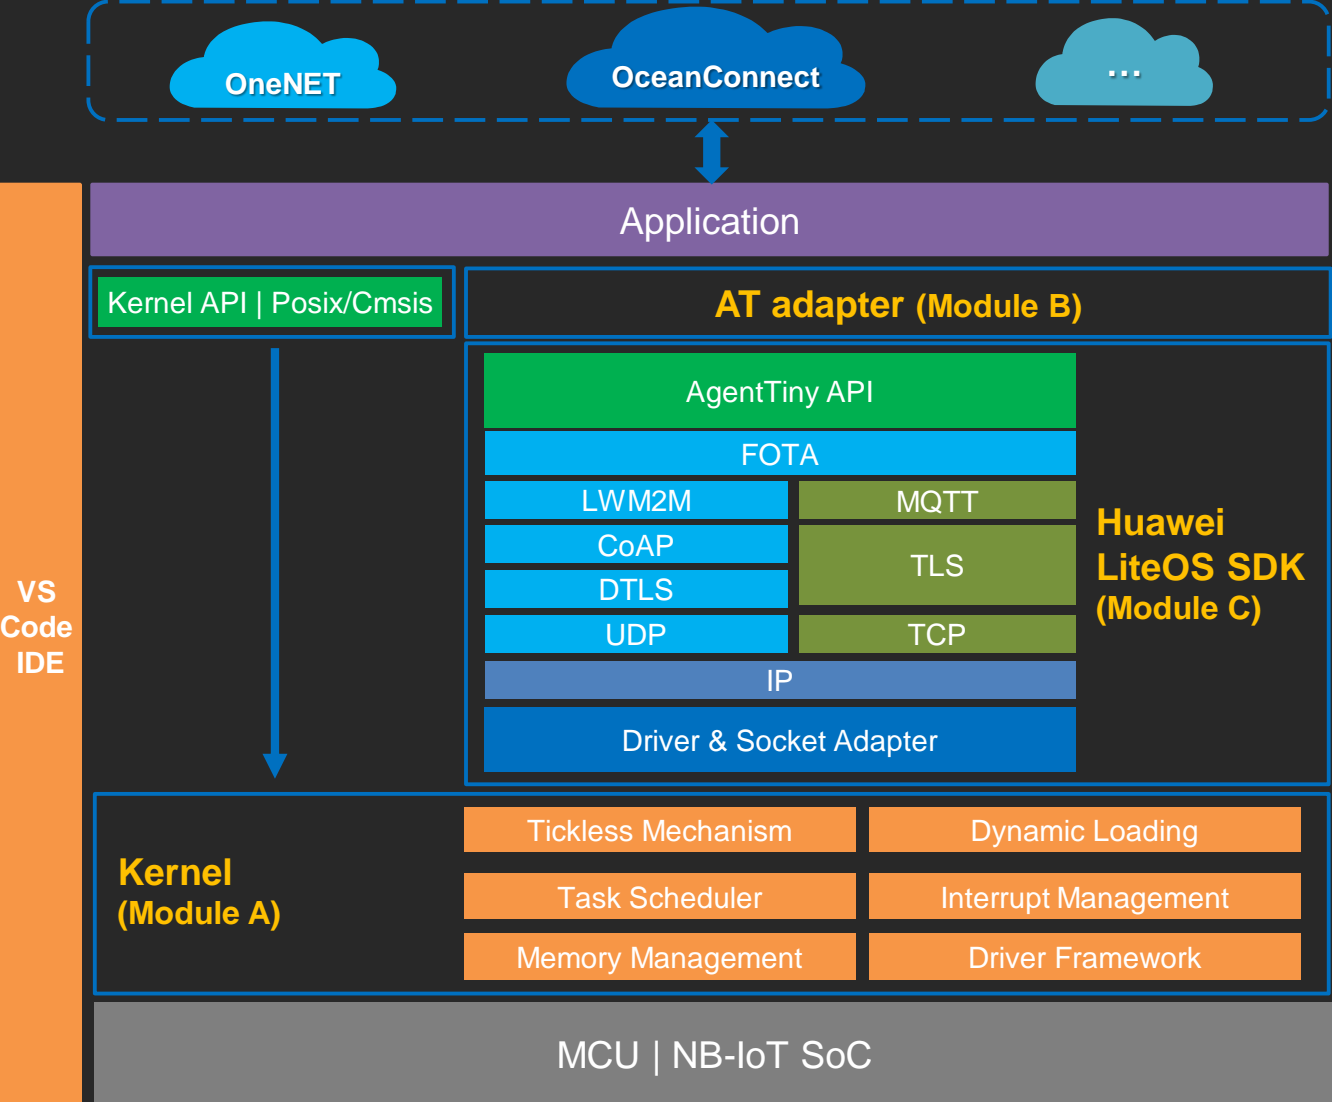 OneNET
OceanConnect
...
Application
Kernel API | Posix/Cmsis
AT adapter (Module B)
AgentTiny API
FOTA
LWM2M
MQTT
CoAP
TLS
DTLS
UDP
TCP
IP
Driver & Socket Adapter
Huawei
LiteOS SDK
(Module C)
VS
Code
IDE
Kernel
(Module A)
Tickless Mechanism
Dynamic Loading
Task Scheduler
Interrupt Management
Memory Management
Driver Framework
MCU | NB-IoT SoC